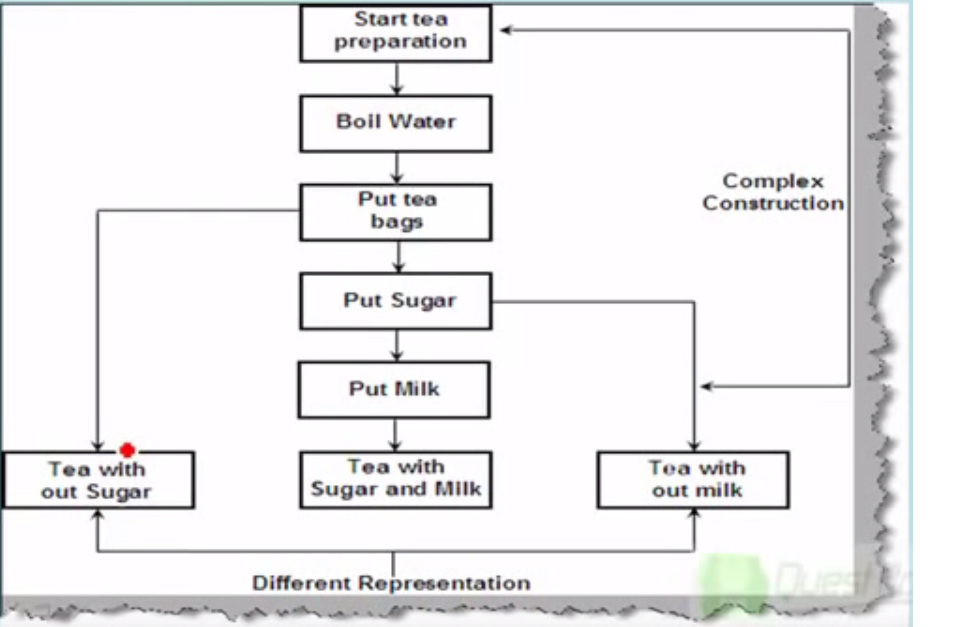 Start tea
preparation
Boil Water
Complex
Construction
Put tea
bags
Put Sugar
Put Milk
Tea with
out Sugar
Tea with
Sugar and Milk
Tea with
out milk
Different Representation